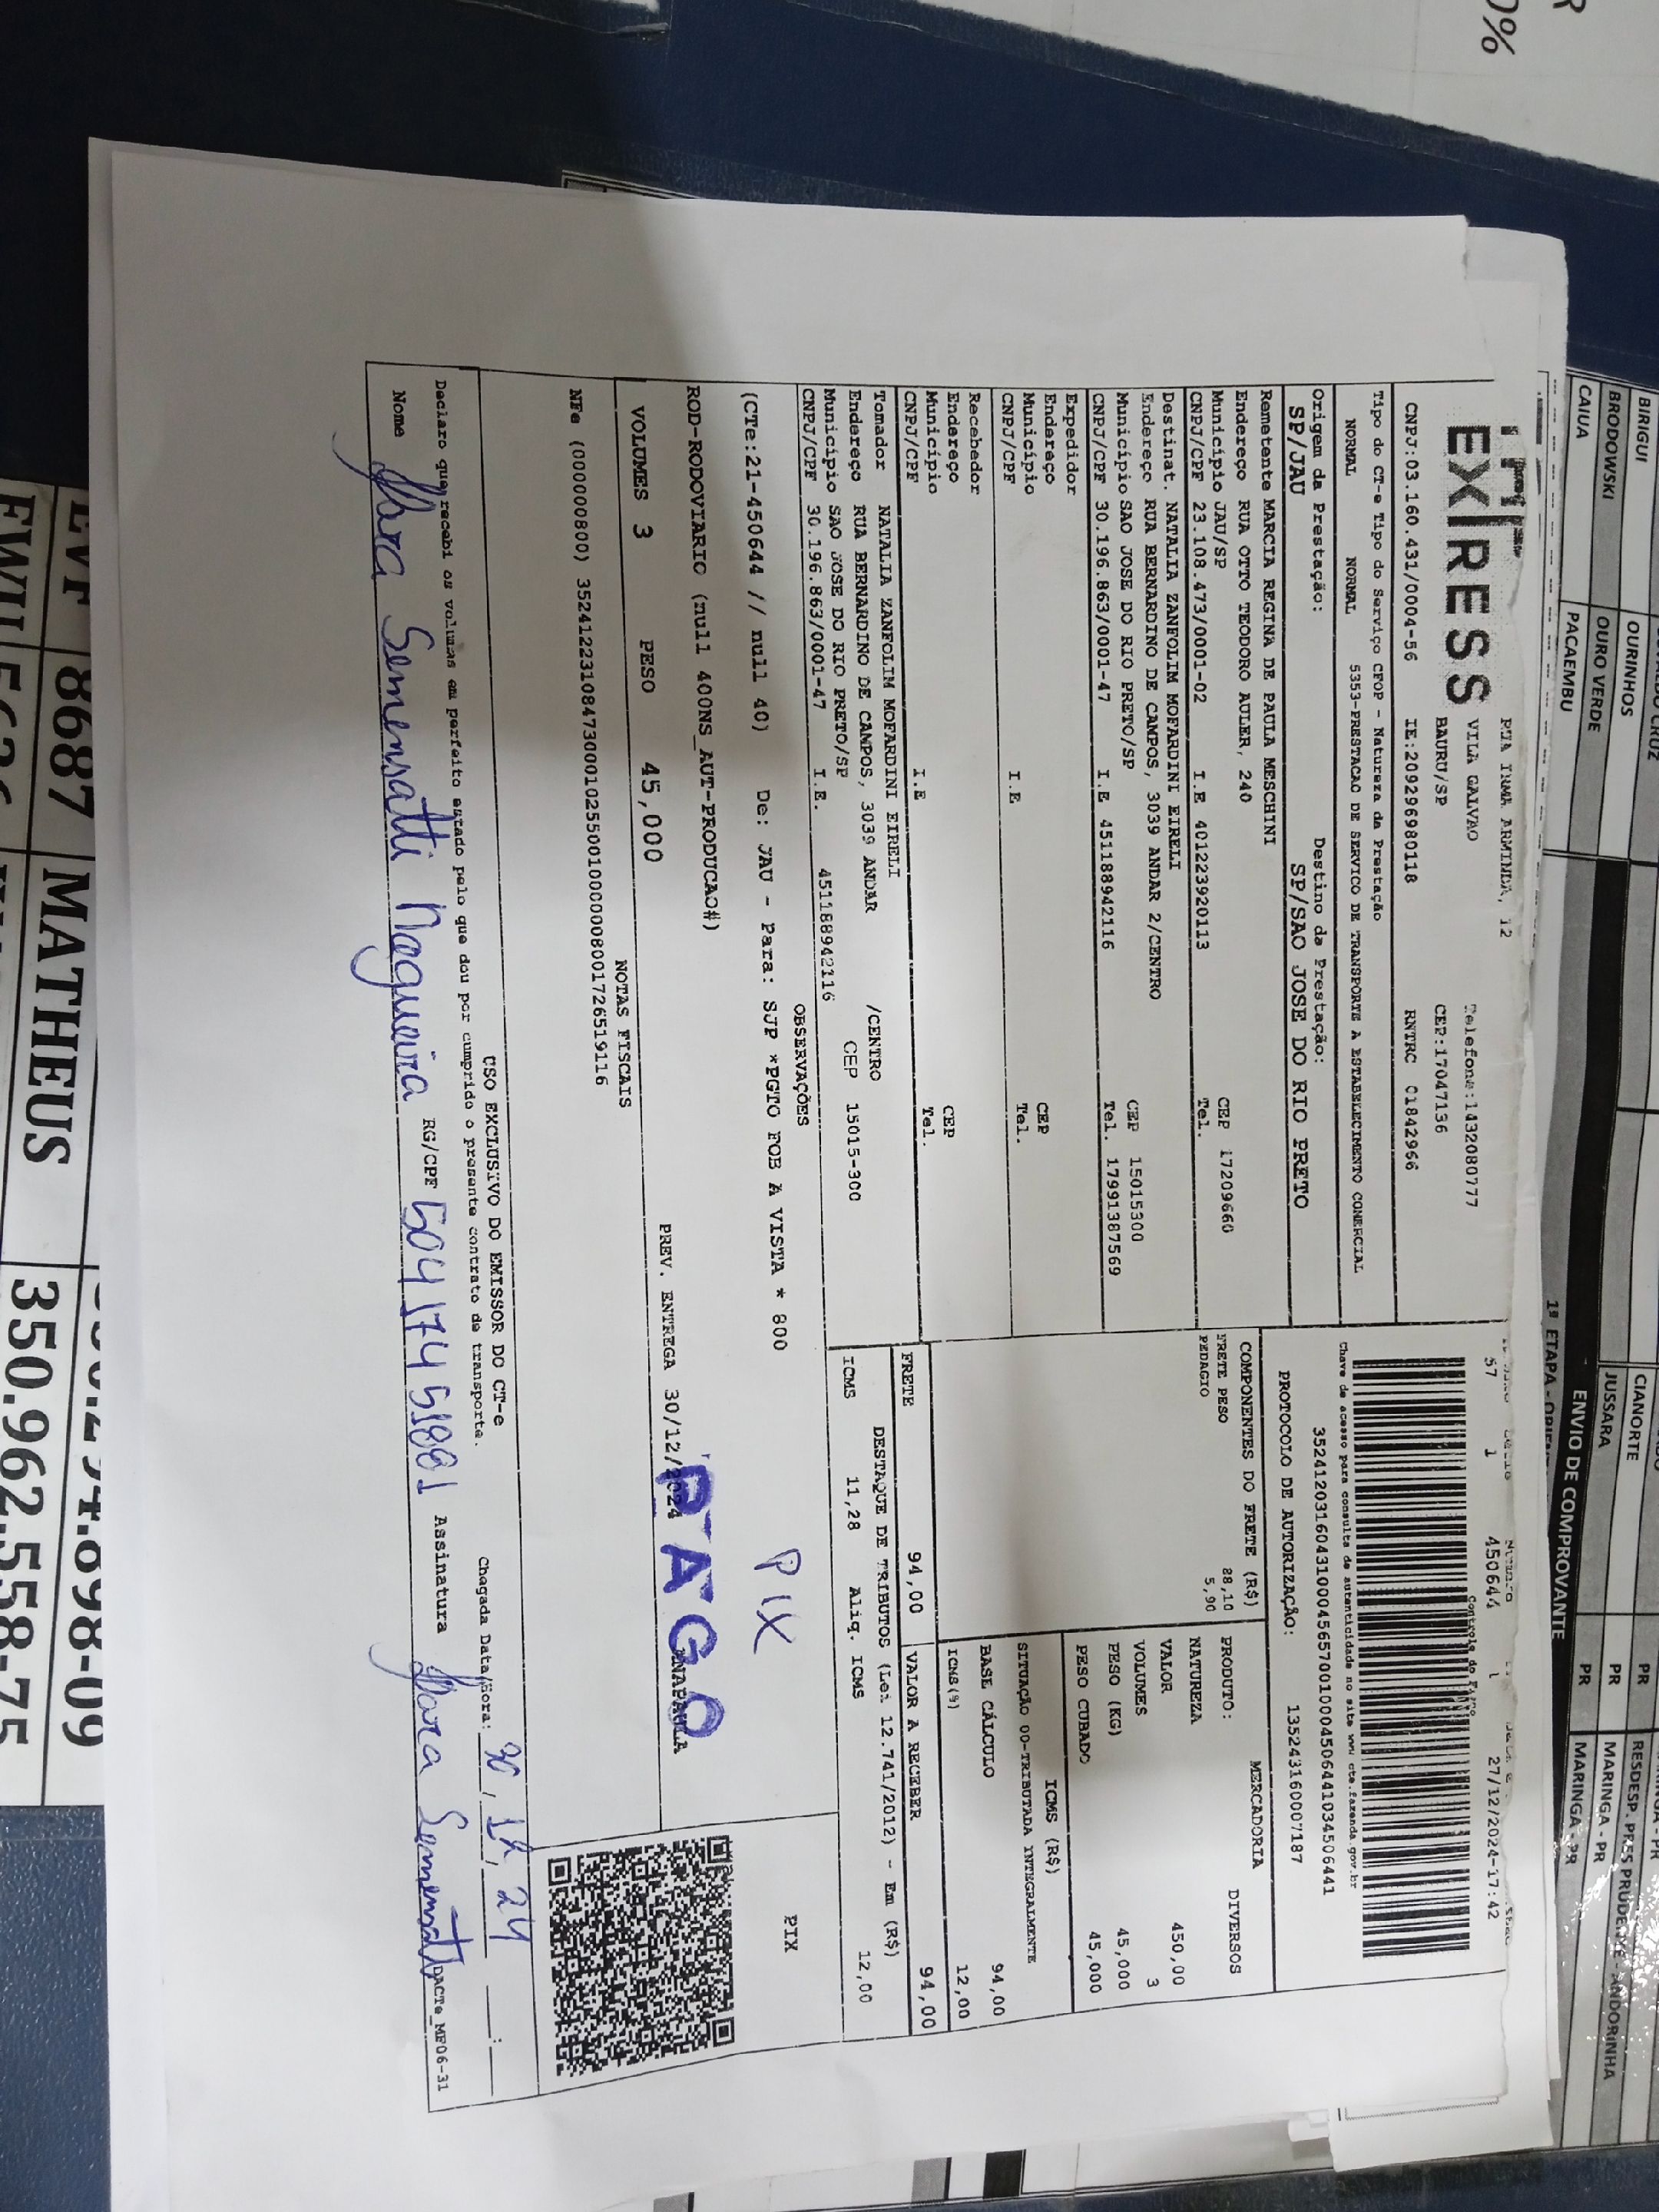 EXPRESS
RUA IRMA ARMINDA, 12
VILA GALVAO
Telefone:1432080777
BAURU/SP
CEP:17047136
CNPJ:03.160.431/0004-56 IE:209296980118 RNTRC 01842966
57 1 450644 1 27/12/2024-17:42
Controle do Fisco
Tipo do CT-e Tipo do Serviço CFOP - Natureza da Prestação
NORMAL NORMAL 5353-PRESTACAO DE SERVICO DE TRANSPORTE A ESTABELECIMENTO COMERCIAL
Chave de acesso para consulta de autenticidade no site www.cte.fazenda.gov.br
35241203160431000456570010004506441034506441
Origem da Prestação: Destino da Prestação:
SP/JAU SP/SAO JOSE DO RIO PRETO
PROTOCOLO DE AUTORIZAÇÃO: 135243160007187
Remetente MARCIA REGINA DE PAULA MESCHINI
Endereço RUA OTTO TEODORO AULER, 240
Município JAU/SP CEP 17209660
CNPJ/CPF 23.108.473/0001-02 I.E 401223920113 Tel.
Destinat. NATALIA ZANFOLIM MOFARDINI EIRELI
Endereço RUA BERNARDINO DE CAMPOS, 3039 ANDAR 2/CENTRO
Município SAO JOSE DO RIO PRETO/SP CEP 15015300
CNPJ/CPF 30.196.863/0001-47 I.E 451188942116 Tel. 17991387569
Expedidor
Endereço
Município CEP
CNPJ/CPF I.E Tel.
Recebedor
Endereço
Município CEP
CNPJ/CPF I.E Tel.
COMPONENTES DO FRETE (R$)
FRETE PESO 88,10
PEDAGIO 5,90
MERCADORIA
PRODUTO: DIVERSOS
NATUREZA
VALOR 450,00
VOLUMES 3
PESO (KG) 45,000
PESO CUBADO 45,000
ICMS (R$)
SITUAÇÃO 00-TRIBUTADA INTEGRALMENTE
BASE CÁLCULO 94,00
ICMS(%) 12,00
FRETE 94,00 VALOR A RECEBER 94,00
Tomador NATALIA ZANFOLIM MOFARDINI EIRELI
Endereço RUA BERNARDINO DE CAMPOS, 3039 ANDAR /CENTRO
Município SAO JOSE DO RIO PRETO/SP CEP 15015-300
CNPJ/CPF 30.196.863/0001-47 I.E. 451188942116
DESTAQUE DE TRIBUTOS (Lei 12.741/2012) - Em (R$)
ICMS 11,28 Aliq. ICMS 12,00
OBSERVAÇÕES
(CTe:21-450644 // null 40) De: JAU - Para: SJP *PGTO FOB A VISTA * 800
PIX
PIX
ROD-RODOVIARIO (null 400NS_AUT-PRODUCAO#)
VOLUMES 3 PESO 45,000 PREV. ENTREGA 30/12/2024
PAGO
ANAPAULA
NOTAS FISCAIS
NFe (000000800) 35241223108473000102550010000008001726519116
USO EXCLUSIVO DO EMISSOR DO CT-e
Declaro que recebi os volumes em perfeito estado pelo que dou por cumprido o presente contrato de transporte.
Chegada Data/Hora: 30/12/24
Nome Mara Semensatti Nogueira RG/CPF 50417451881 Assinatura Mara Sement
DACTe_MF06-31
R
0%
BIRIGUI
BRODOWSKI
CAIUA
OURINHOS
OURO VERDE
PACAEMBU
CIANORTE
JUSSARA
PR
PR
PR
RESDESP. PRES PRUDENTE - ANDORINHA
MARINGA - PR
MARINGA - PR
1ª ETAPA
ENVIO DE COMPROVANTE
8687 MATHEUS
350.962.558-75